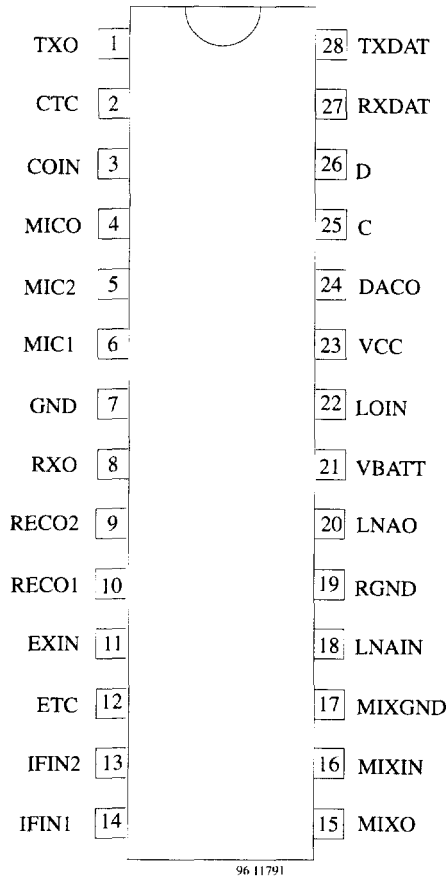 TXO 1 28 TXDAT
CTC 2 27 RXDAT
COIN 3 26 D
MICO 4 25 C
MIC2 5 24 DACO
MIC1 6 23 VCC
GND 7 22 LOIN
RXO 8 21 VBATT
RECO2 9 20 LNAO
RECO1 10 19 RGND
EXIN 11 18 LNAIN
ETC 12 17 MIXGND
IFIN2 13 16 MIXIN
IFIN1 14 15 MIXO
96 11791